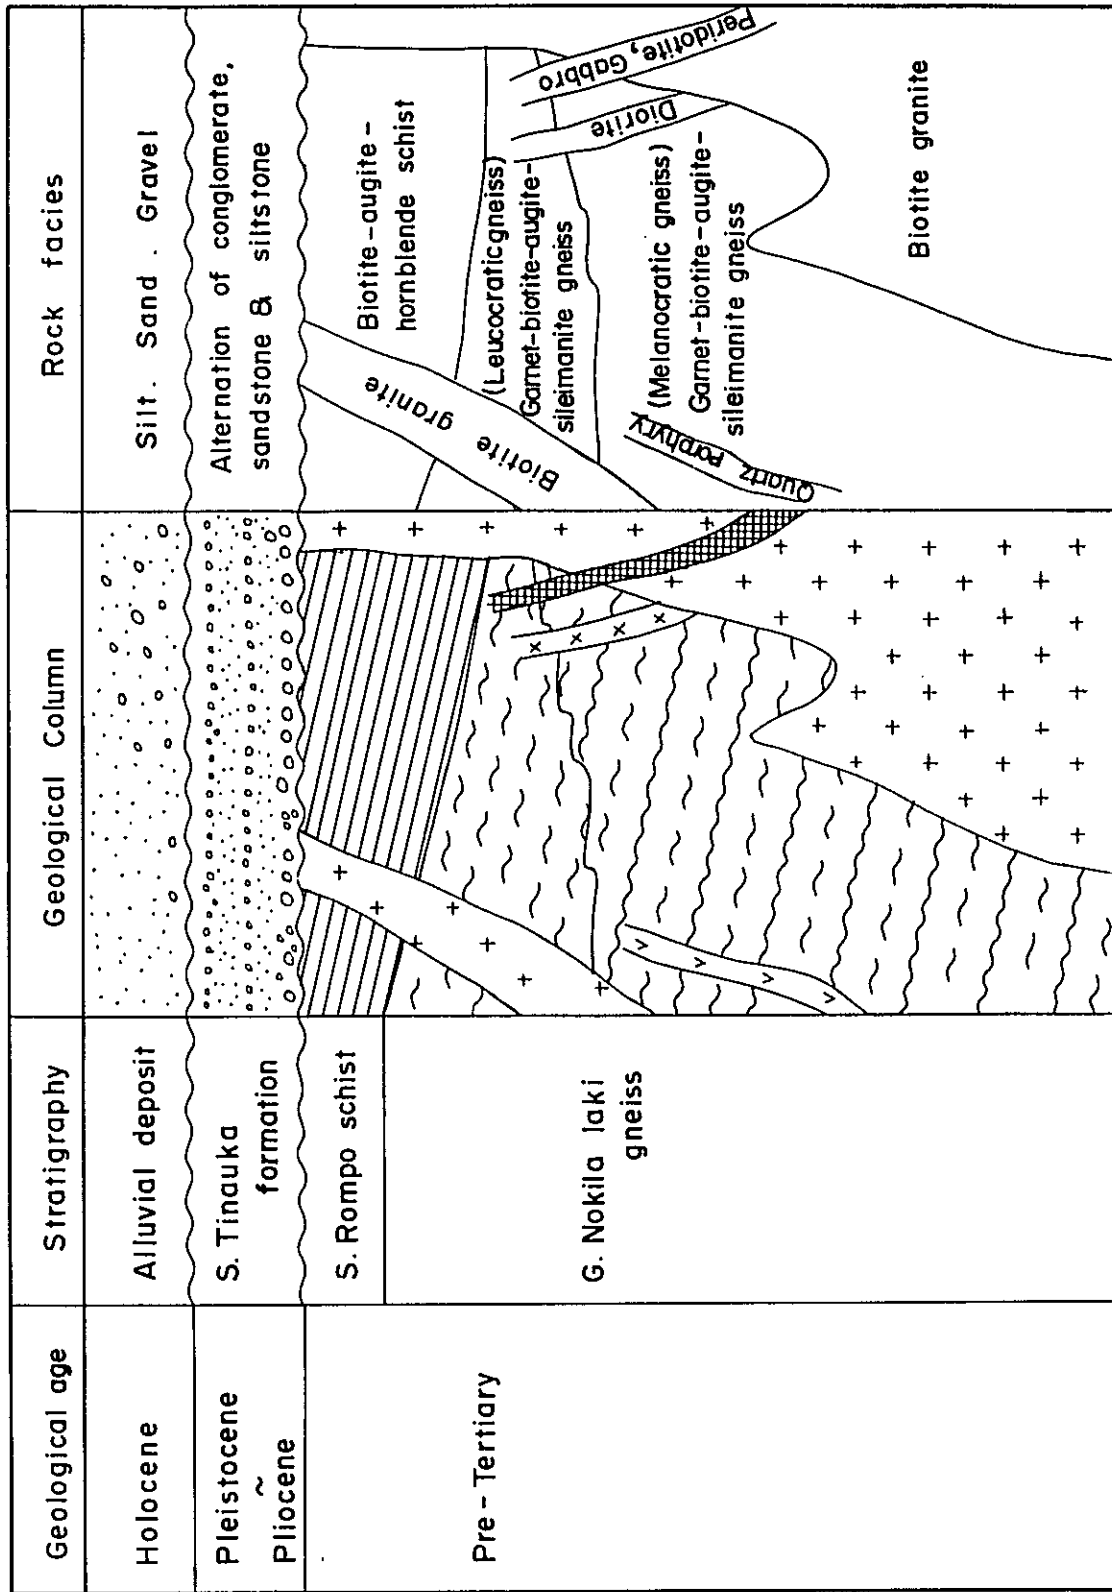 Geological age
Stratigraphy
Geological Column
Rock facies
Holocene
Alluvial deposit
Silt. Sand . Gravel
Pleistocene
~
Pliocene
S. Tinauka
formation
Alternation of conglomerate,
sandstone & siltstone
Pre-Tertiary
S. Rompo schist
Biotite-augite-
hornblende schist
Biotite granite
G. Nokila laki
gneiss
(Leucocratic gneiss)
Garnet-biotite-augite-
sileimanite gneiss
Peridotite, Gabbro
Diorite
(Melanocratic gneiss)
Garnet-biotite-augite-
sileimanite gneiss
Quartz Porphyry
Biotite granite